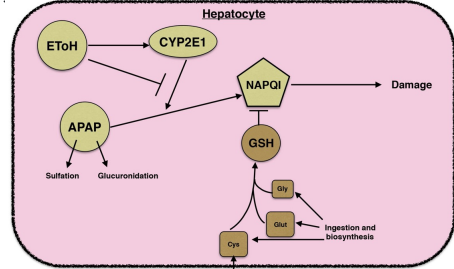 Hepatocyte
EToH
CYP2E1
NAPQI
Damage
APAP
GSH
Sulfation
Glucuronidation
Gly
Glut
Ingestion and
biosynthesis
Cys